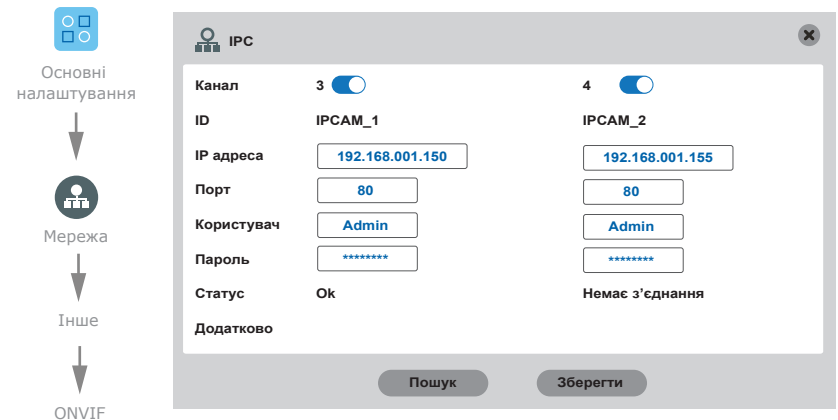 Основні
налаштування
Мережа
Інше
ONVIF
IPC
Канал 3 4
ID IPCAM_1 IPCAM_2
IP адреса 192.168.001.150 192.168.001.155
Порт 80 80
Користувач Admin Admin
Пароль ******** ********
Статус Ok Немає з’єднання
Додатково
Пошук Зберегти